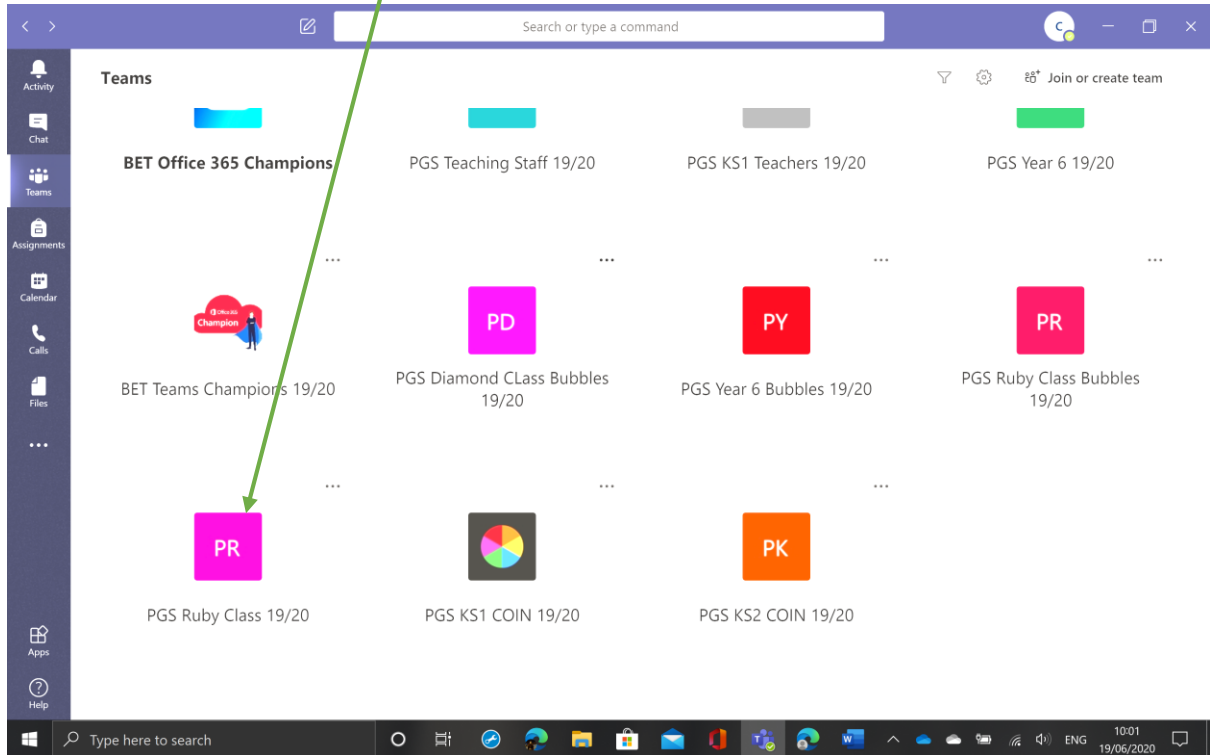 Search or type a command
C
Activity
Chat
Teams
Assignments
Calendar
Calls
Files
Apps
Help
Teams
Join or create team
BET Office 365 Champions
PGS Teaching Staff 19/20
PGS KS1 Teachers 19/20
PGS Year 6 19/20
Office 365
Champion
BET Teams Champions 19/20
PD
PGS Diamond CLass Bubbles
19/20
PY
PGS Year 6 Bubbles 19/20
PR
PGS Ruby Class Bubbles
19/20
PR
PGS Ruby Class 19/20
PGS KS1 COIN 19/20
PK
PGS KS2 COIN 19/20
Type here to search
ENG
10:01
19/06/2020